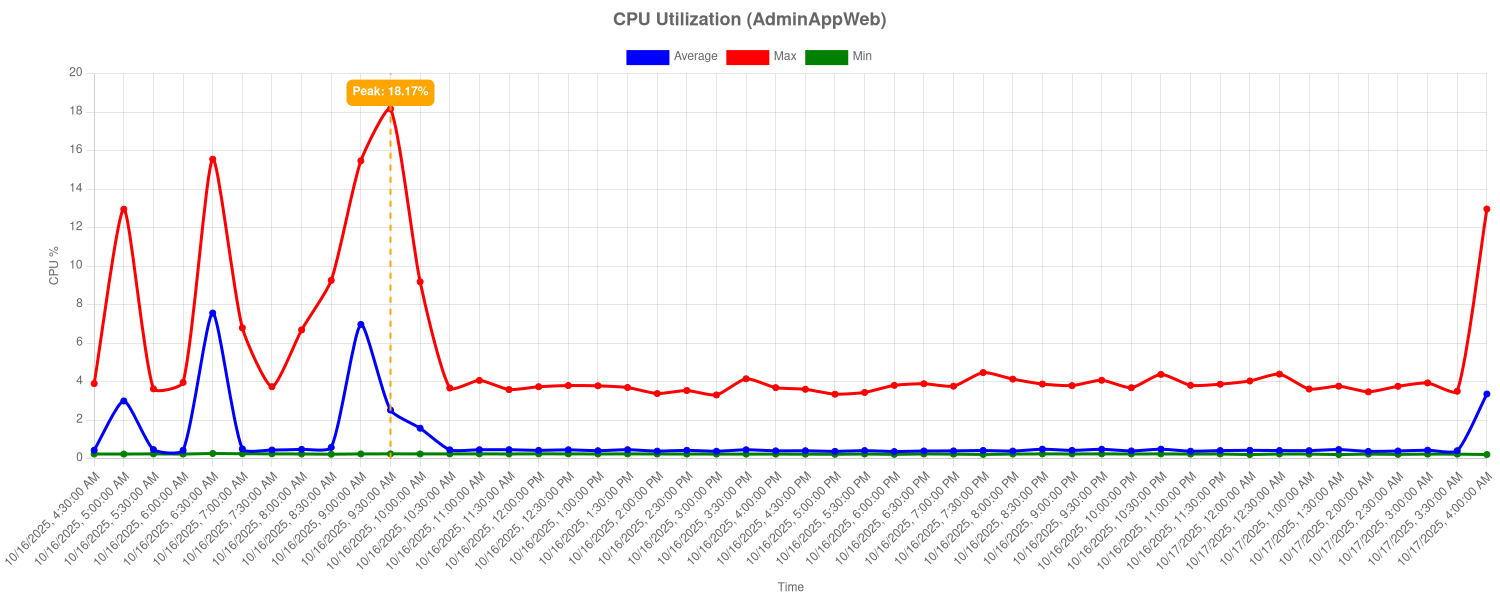 CPU Utilization (AdminAppWeb)
Average Max Min
Peak: 18.17%
20
18
16
14
12
10
8
6
4
2
0
CPU %
10/16/2025, 4:30:00 AM
10/16/2025, 5:00:00 AM
10/16/2025, 5:30:00 AM
10/16/2025, 6:00:00 AM
10/16/2025, 6:30:00 AM
10/16/2025, 7:00:00 AM
10/16/2025, 7:30:00 AM
10/16/2025, 8:00:00 AM
10/16/2025, 8:30:00 AM
10/16/2025, 9:00:00 AM
10/16/2025, 9:30:00 AM
10/16/2025, 10:00:00 AM
10/16/2025, 10:30:00 AM
10/16/2025, 11:00:00 AM
10/16/2025, 11:30:00 AM
10/16/2025, 12:00:00 PM
10/16/2025, 12:30:00 PM
10/16/2025, 1:00:00 PM
10/16/2025, 1:30:00 PM
10/16/2025, 2:00:00 PM
10/16/2025, 2:30:00 PM
10/16/2025, 3:00:00 PM
10/16/2025, 3:30:00 PM
10/16/2025, 4:00:00 PM
10/16/2025, 4:30:00 PM
10/16/2025, 5:00:00 PM
10/16/2025, 5:30:00 PM
10/16/2025, 6:00:00 PM
10/16/2025, 6:30:00 PM
10/16/2025, 7:00:00 PM
10/16/2025, 7:30:00 PM
10/16/2025, 8:00:00 PM
10/16/2025, 8:30:00 PM
10/16/2025, 9:00:00 PM
10/16/2025, 9:30:00 PM
10/16/2025, 10:00:00 PM
10/16/2025, 10:30:00 PM
10/16/2025, 11:00:00 PM
10/16/2025, 11:30:00 PM
10/17/2025, 12:00:00 AM
10/17/2025, 12:30:00 AM
10/17/2025, 1:00:00 AM
10/17/2025, 1:30:00 AM
10/17/2025, 2:00:00 AM
10/17/2025, 2:30:00 AM
10/17/2025, 3:00:00 AM
10/17/2025, 3:30:00 AM
10/17/2025, 4:00:00 AM
Time